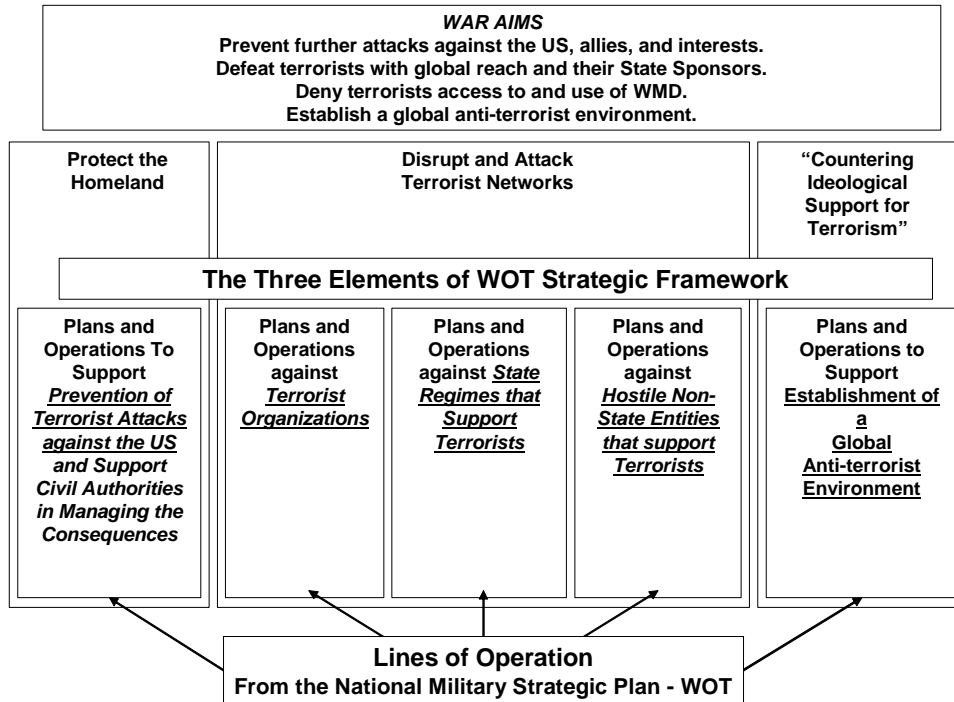 WAR AIMS
Prevent further attacks against the US, allies, and interests.
Defeat terrorists with global reach and their State Sponsors.
Deny terrorists access to and use of WMD.
Establish a global anti-terrorist environment.
Protect the
Homeland
Disrupt and Attack
Terrorist Networks
“Countering
Ideological
Support for
Terrorism”
The Three Elements of WOT Strategic Framework
Plans and
Operations To
Support
Prevention of
Terrorist Attacks
against the US
and Support
Civil Authorities
in Managing the
Consequences
Plans and
Operations
against
Terrorist
Organizations
Plans and
Operations
against State
Regimes that
Support
Terrorists
Plans and
Operations
against
Hostile Non-
State Entities
that support
Terrorists
Plans and
Operations to
Support
Establishment of
a
Global
Anti-terrorist
Environment
Lines of Operation
From the National Military Strategic Plan - WOT